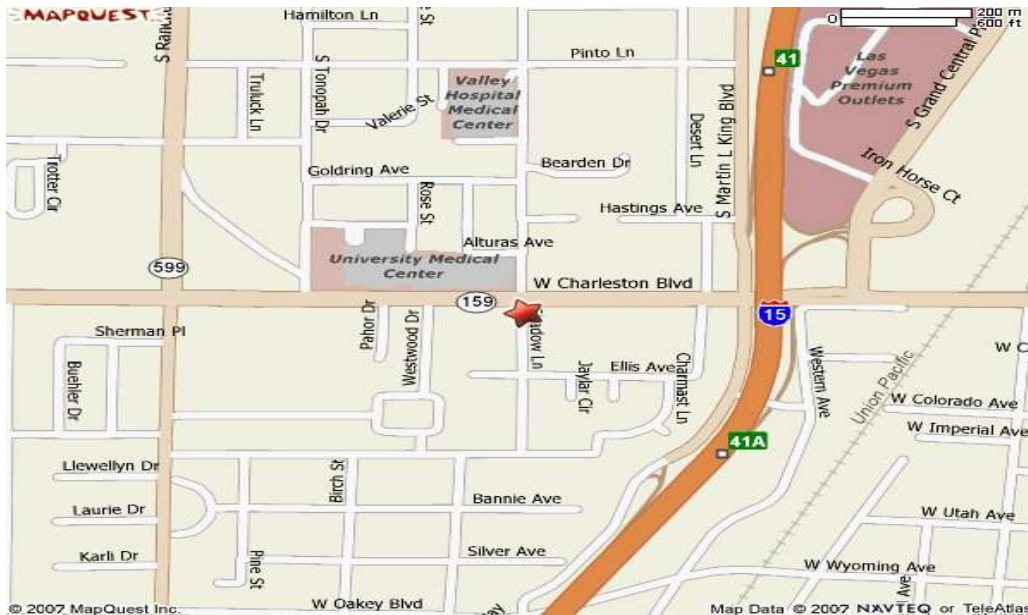 MAPQUEST
200 m
0
600 ft
Hamilton Ln
S Ranch
S Tonopah Dr
Truluck Ln
Pinto Ln
41
Las
Vegas
Premium
Outlets
S Grand Central P
Valley
Hospital
Medical
Center
Valerie St
Desert Ln
S Martin L King Blvd
Trotter Cir
Goldring Ave
Bearden Dr
Iron Horse Ct
Rose St
Hastings Ave
Alturas Ave
University Medical
Center
599
W Charleston Blvd
159
15
Sherman Pl
Pahor Dr
Westwood Dr
Ellis Ave
Jaylar Cir
Charmast Ln
Western Ave
Union Pacific
W C
Buehler Dr
W Colorado Ave
W Imperial Ave
41A
Llewellyn Dr
Birch St
Bannie Ave
Laurie Dr
W Utah Ave
Karli Dr
Pine St
Silver Ave
W Wyoming Ave
Ave
W Oakey Blvd
© 2007 MapQuest Inc.
Map Data © 2007 NAVTEQ or TeleAtlas